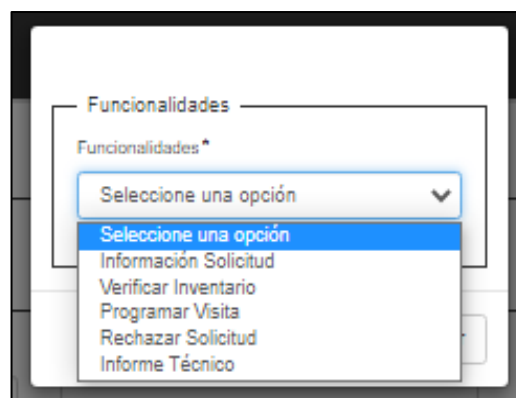 Funcionalidades
Funcionalidades*
Seleccione una opción
Seleccione una opción
Información Solicitud
Verificar Inventario
Programar Visita
Rechazar Solicitud
Informe Técnico